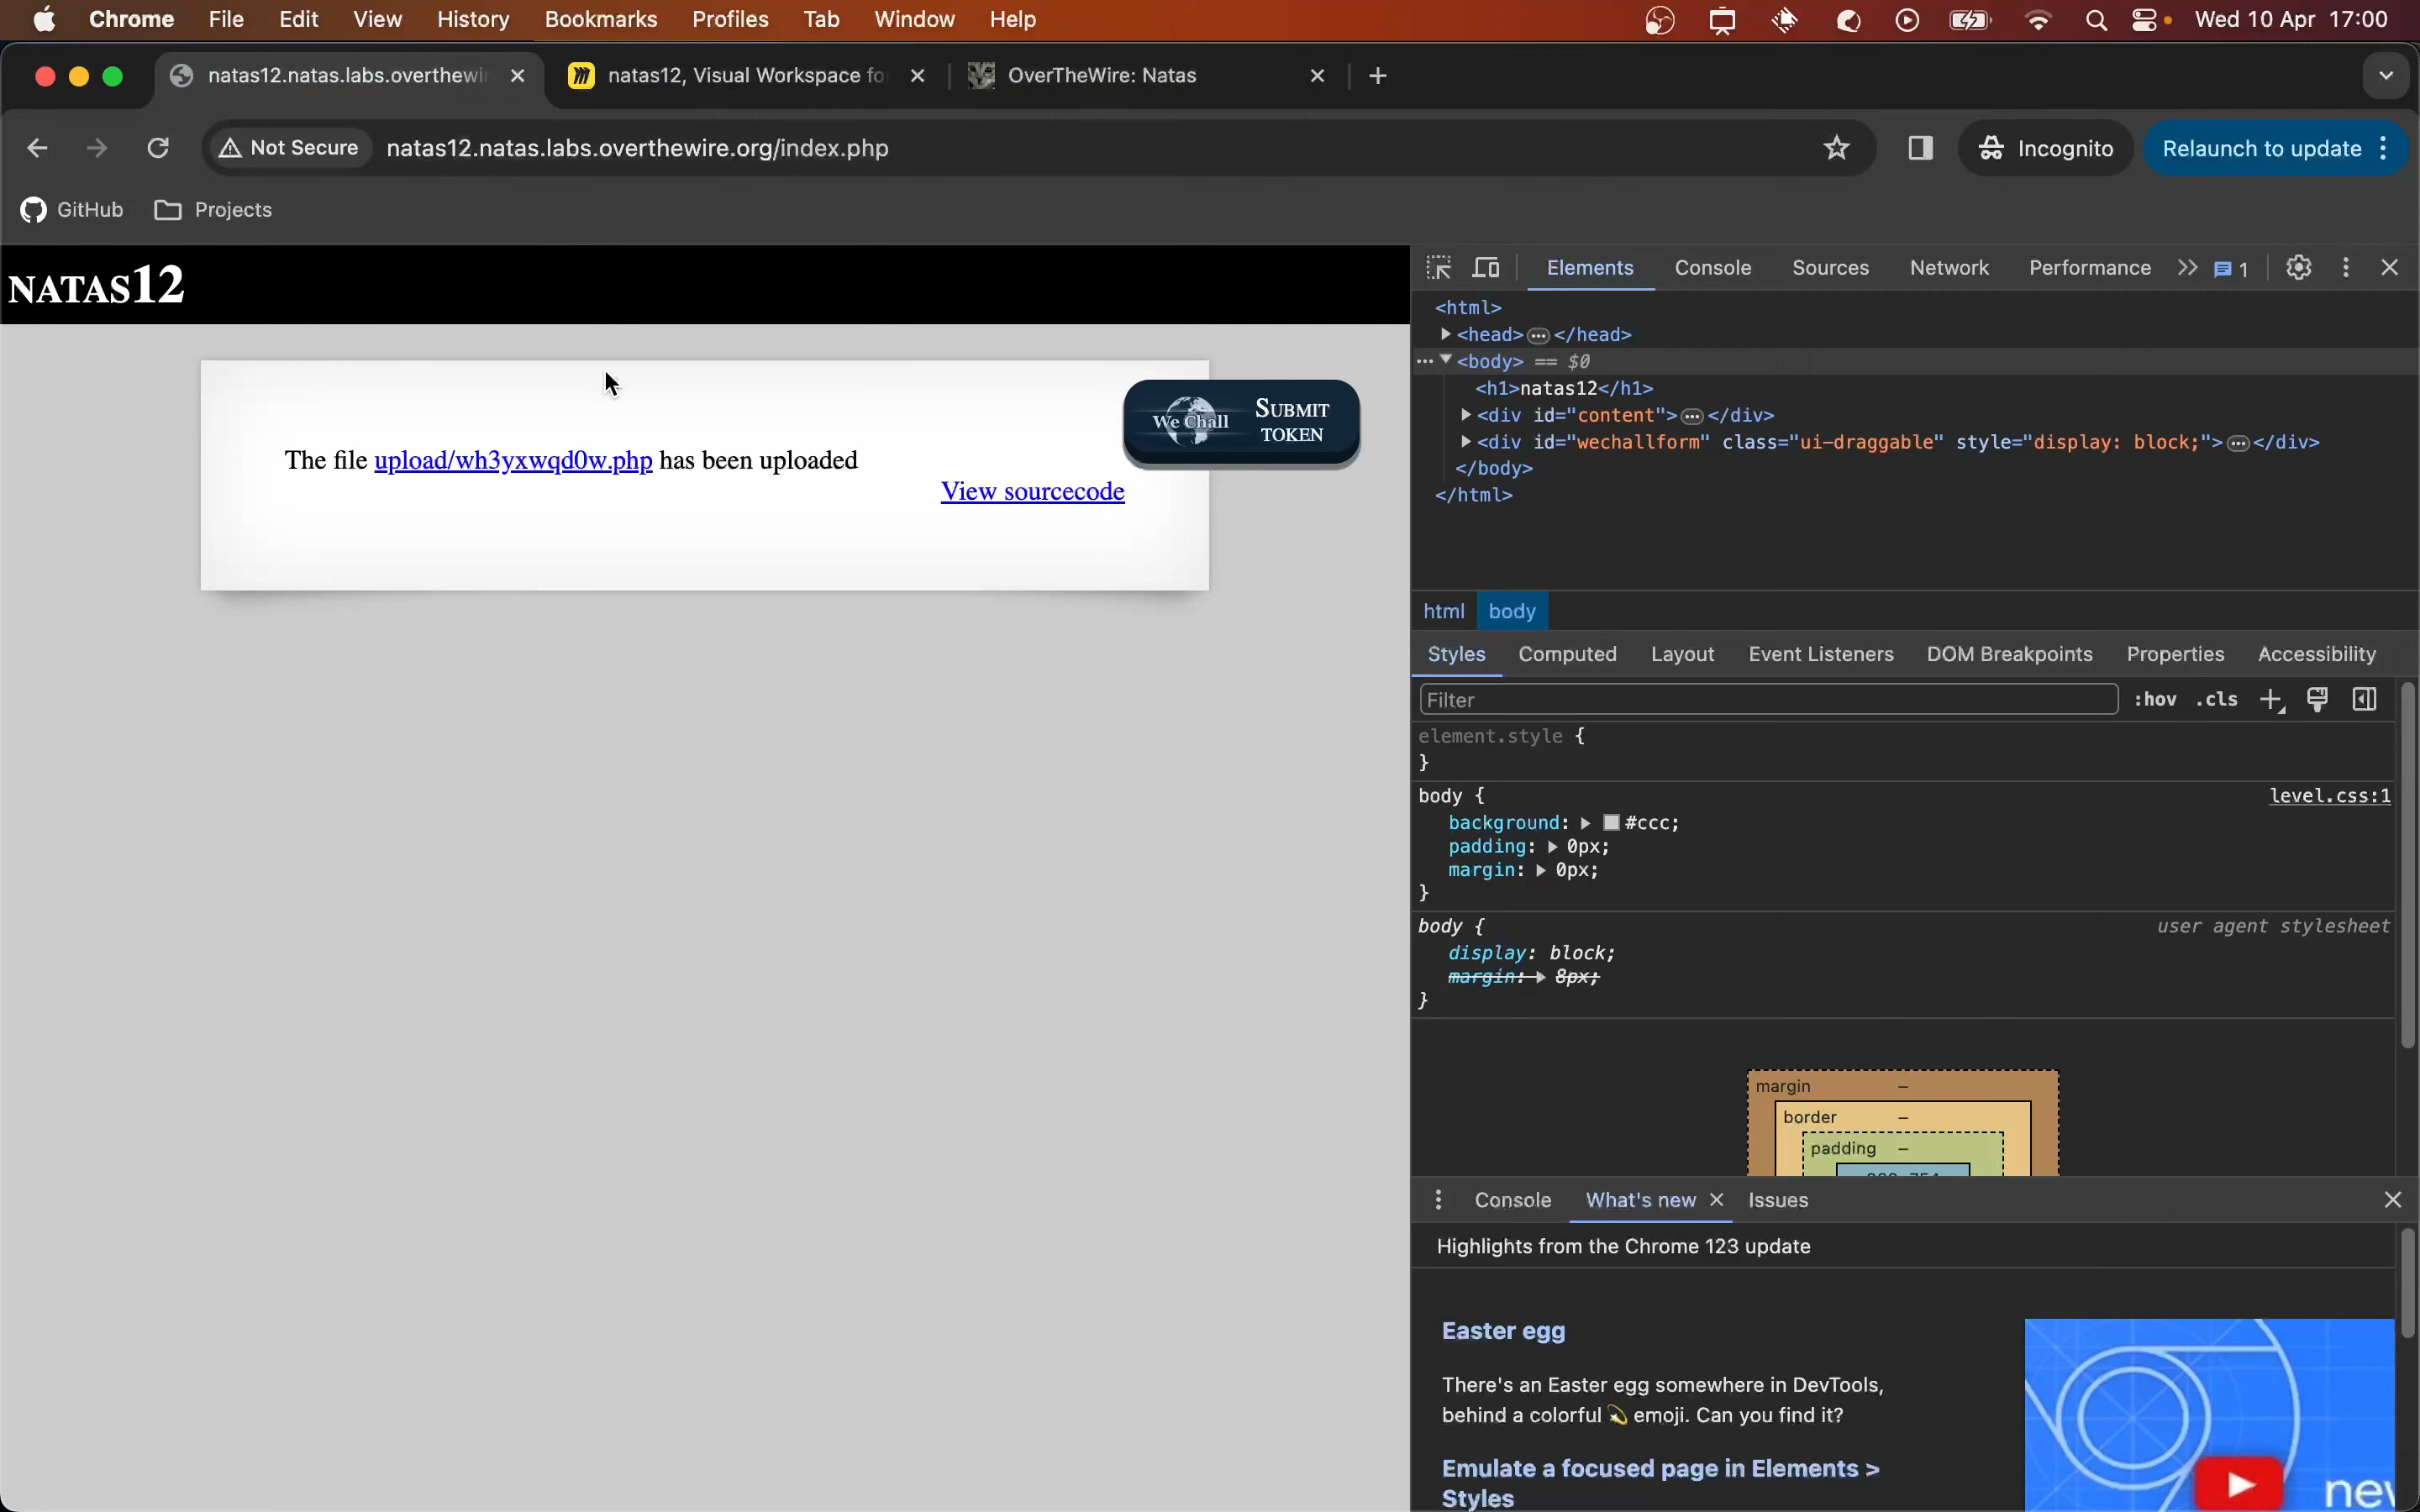 Chrome File Edit View History Bookmarks Profiles Tab Window Help Wed 10 Apr 17:00
natas12.natas.labs.overthewi natas12, Visual Workspace fo OverTheWire: Natas
Not Secure natas12.natas.labs.overthewire.org/index.php Incognito Relaunch to update
GitHub Projects
NATAS12
The file upload/wh3yxwqd0w.php has been uploaded
View sourcecode
We Chall SUBMIT
TOKEN
Elements Console Sources Network Performance 1
<html>
<head>…</head>
… <body> == $0
<h1>natas12</h1>
<div id="content">…</div>
<div id="wechallform" class="ui-draggable" style="display: block;">…</div>
</body>
</html>
html body
Styles Computed Layout Event Listeners DOM Breakpoints Properties Accessibility
Filter :hov .cls
element.style {
}
body { level.css:1
background: #ccc;
padding: 0px;
margin: 0px;
}
body { user agent stylesheet
display: block;
margin: 8px;
}
margin –
border –
padding –
Console What's new Issues
Highlights from the Chrome 123 update
Easter egg
There's an Easter egg somewhere in DevTools,
behind a colorful 💫 emoji. Can you find it?
Emulate a focused page in Elements >
Styles
new